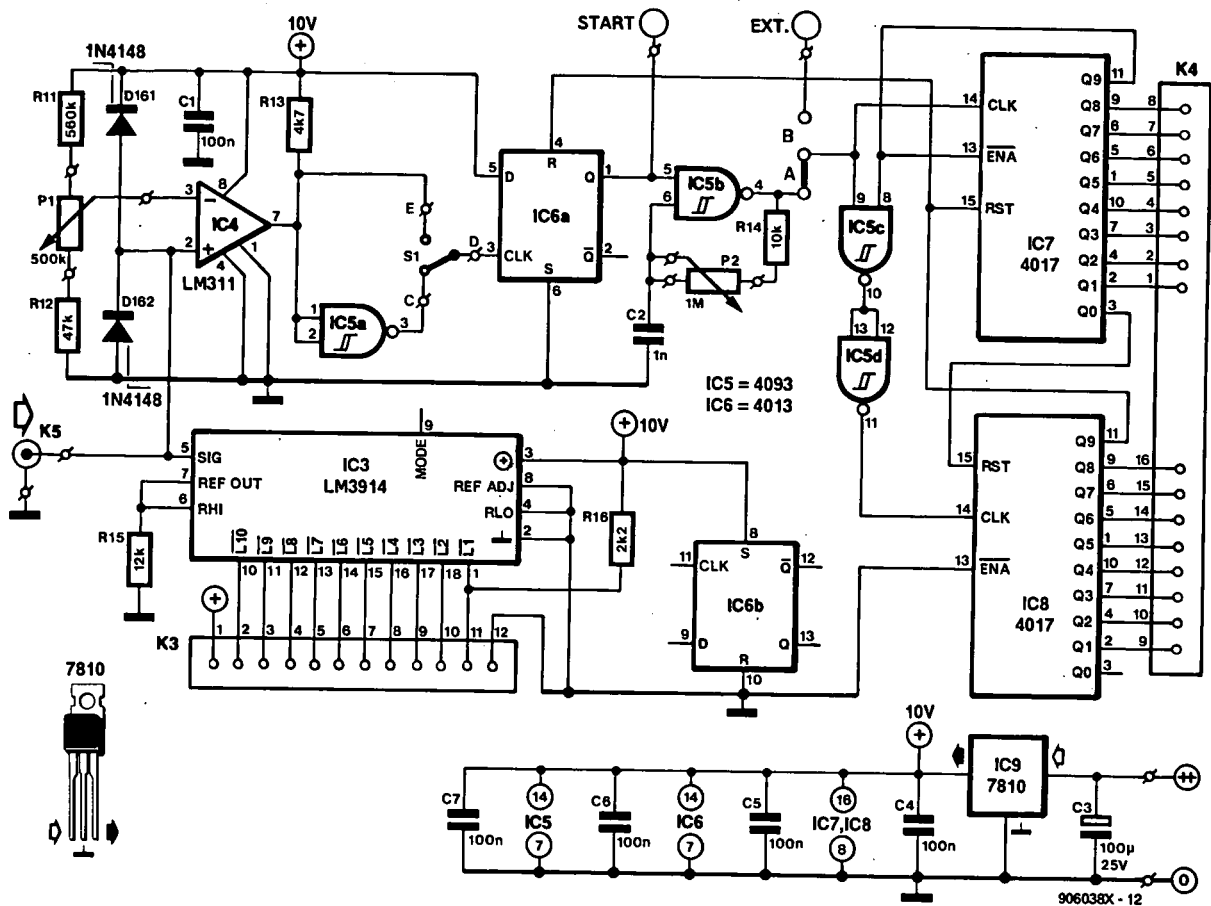 10V
START
EXT.
1N4148
R11
560k
D161
C1
100n
R13
4k7
P1
500k
R12
47k
D162
1N4148
3
2
8
7
4
1
IC4
LM311
E
S1
D
C
1
2
IC5a
3
5
D
4
R
Q
1
IC6a
3
CLK
Q
2
S
6
5
6
IC5b
4
R14
10k
P2
1M
C2
1n
B
A
9
8
IC5c
10
13
12
IC5d
11
IC5 = 4093
IC6 = 4013
14
CLK
13
ENA
15
RST
IC7
4017
Q9
11
Q8
9
Q7
6
Q6
5
Q5
1
Q4
10
Q3
7
Q2
4
Q1
2
Q0
3
K4
8
7
6
5
4
3
2
1
K5
5
SIG
7
REF OUT
6
RHI
R15
12k
9
MODE
IC3
LM3914
3
REF ADJ
8
RLO
4
2
L10
L9
L8
L7
L6
L5
L4
L3
L2
L1
10
11
12
13
14
15
16
17
18
1
10V
R16
2k2
K3
1
2
3
4
5
6
7
8
9
10
11
12
8
S
11
CLK
Q
12
IC6b
9
D
Q
13
R
10
15
RST
14
CLK
13
ENA
IC8
4017
Q9
11
Q8
9
Q7
6
Q6
5
Q5
1
Q4
10
Q3
7
Q2
4
Q1
2
Q0
3
16
15
14
13
12
11
10
9
7810
10V
C7
100n
14
IC5
7
C6
100n
14
IC6
7
C5
100n
16
IC7,IC8
8
C4
100n
IC9
7810
C3
100µ
25V
0
906038X - 12